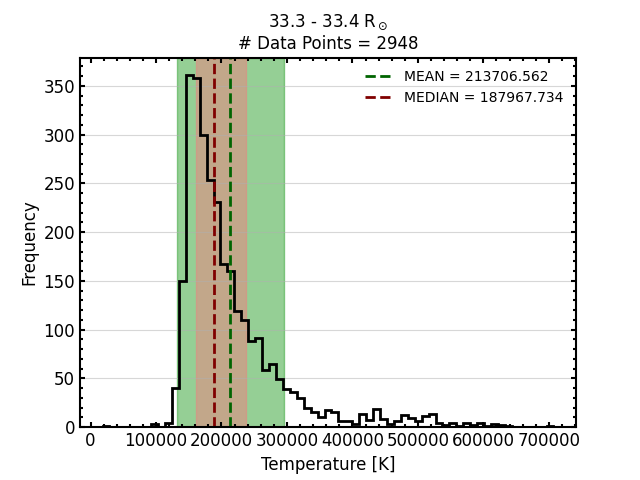 33.3 - 33.4 R⊙
# Data Points = 2948
MEAN = 213706.562
MEDIAN = 187967.734
350
300
250
200
150
100
50
0
Frequency
0 100000 200000 300000 400000 500000 600000 700000
Temperature [K]